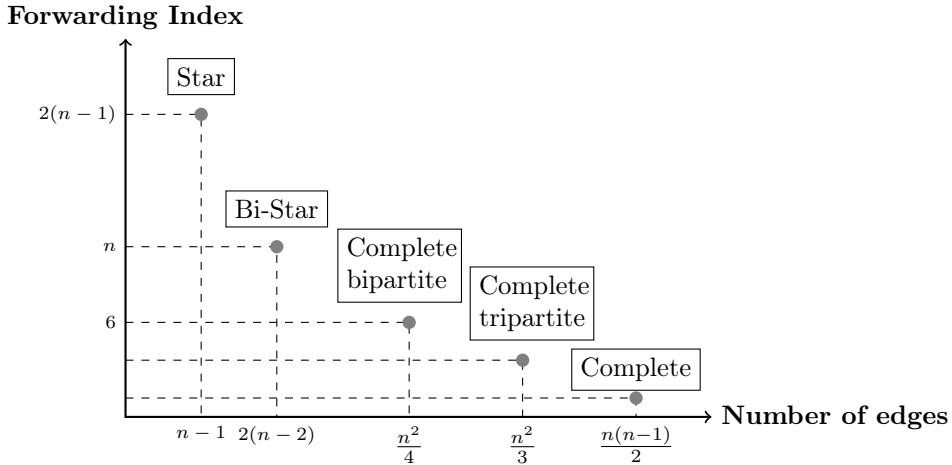 Forwarding Index
Star
2(n − 1)
Bi-Star
n
Complete
bipartite
Complete
tripartite
6
Complete
Number of edges
n − 1
2(n − 2)
n²/4
n²/3
n(n−1)/2